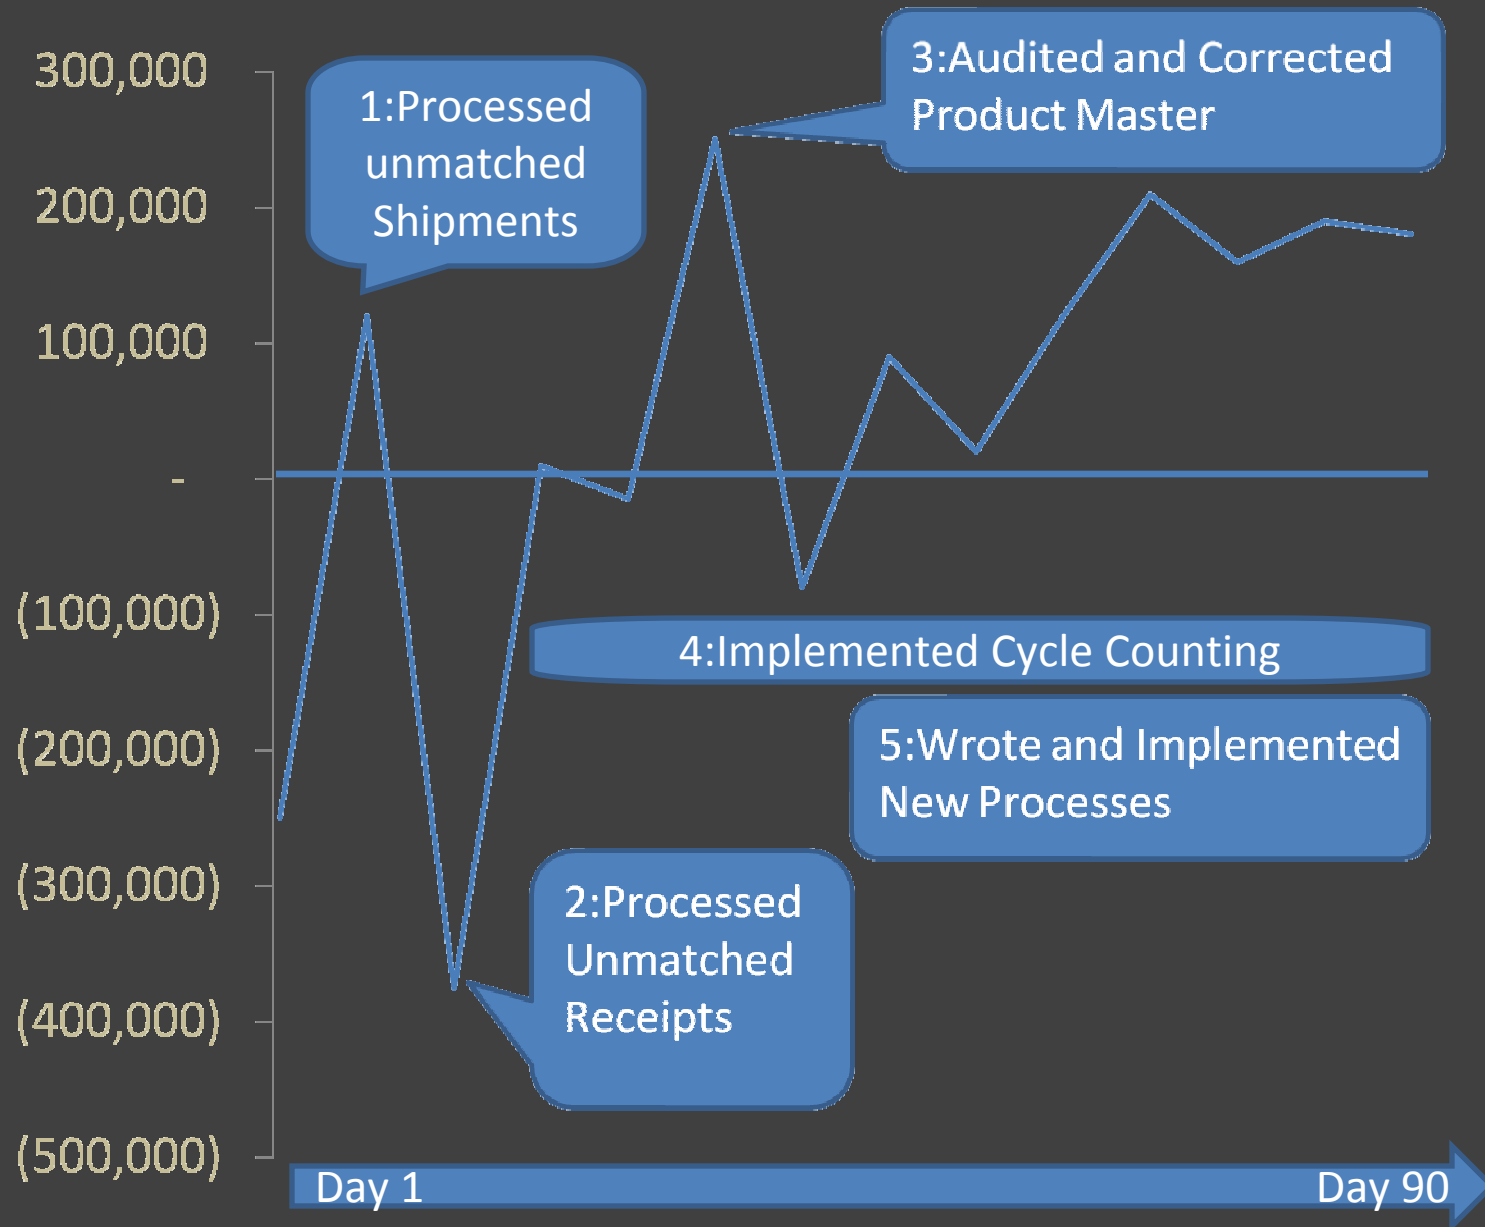 300,000
200,000
100,000
-
(100,000)
(200,000)
(300,000)
(400,000)
(500,000)
1:Processed
unmatched
Shipments
3:Audited and Corrected
Product Master
4:Implemented Cycle Counting
5:Wrote and Implemented
New Processes
2:Processed
Unmatched
Receipts
Day 1
Day 90